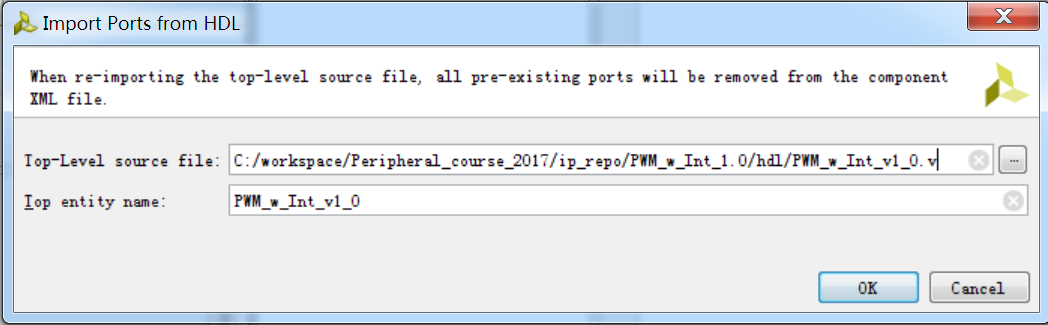 Import Ports from HDL
When re-importing the top-level source file, all pre-existing ports will be removed from the component
XML file.
Top-Level source file: C:/workspace/Peripheral_course_2017/ip_repo/PWM_w_Int_1.0/hdl/PWM_w_Int_v1_0.v ...
Top entity name: PWM_w_Int_v1_0
OK Cancel